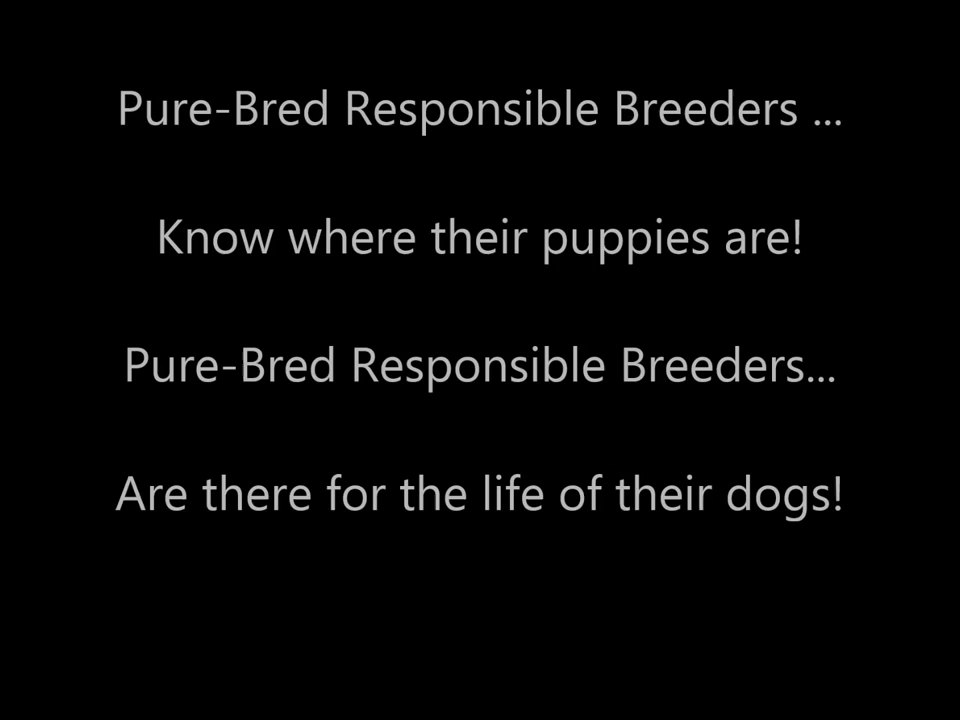 Pure-Bred Responsible Breeders ...
Know where their puppies are!
Pure-Bred Responsible Breeders...
Are there for the life of their dogs!